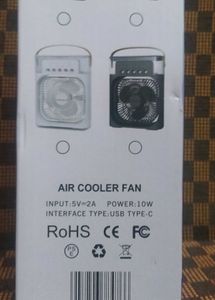 AIR COOLER FAN
INPUT:5V=2A POWER:10W
INTERFACE TYPE:USB TYPE-C
RoHS CE FC